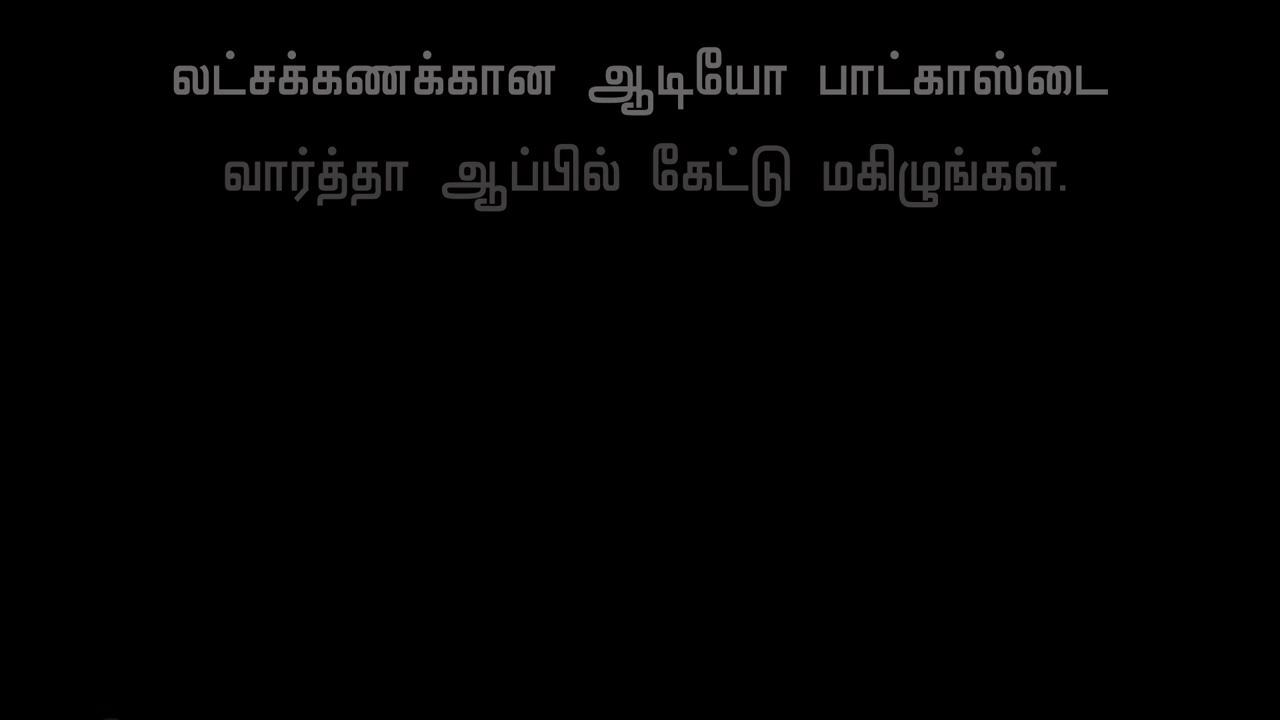 லட்சக்கணக்கான ஆடியோ பாட்காஸ்டை
வார்த்தா ஆப்பில் கேட்டு மகிழுங்கள்.